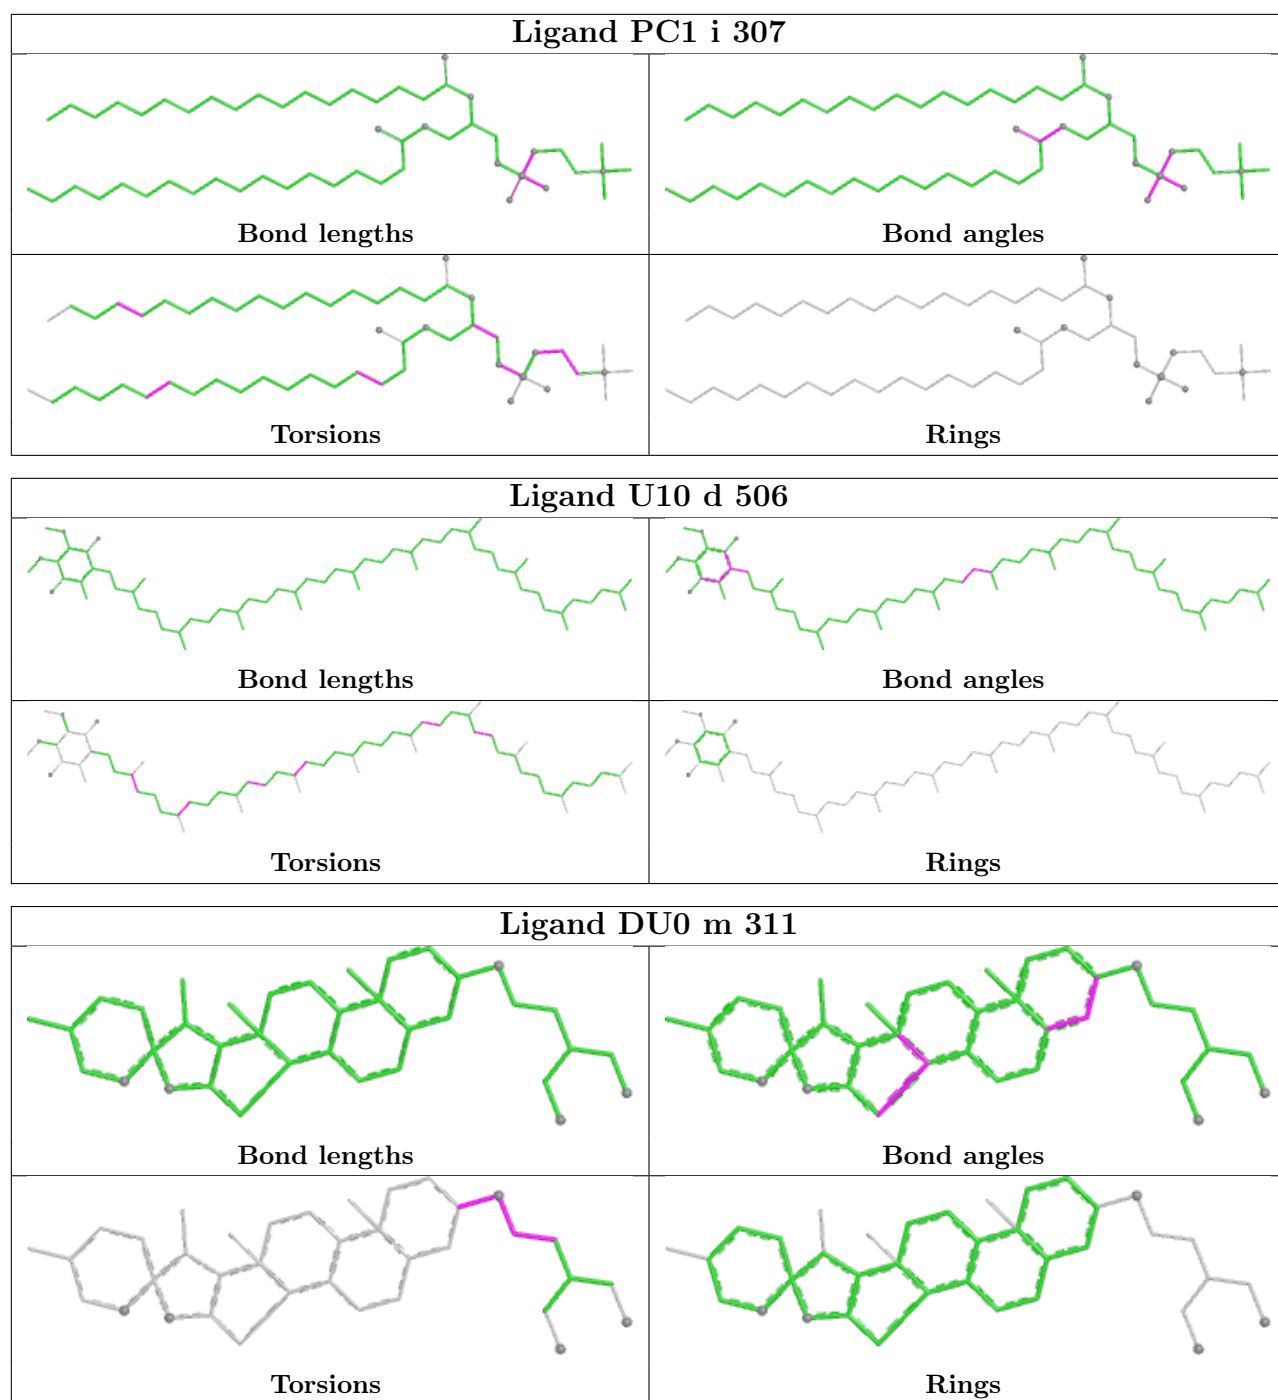 Ligand PC1 i 307
Bond lengths
Bond angles
Torsions
Rings
Ligand U10 d 506
Bond lengths
Bond angles
Torsions
Rings
Ligand DU0 m 311
Bond lengths
Bond angles
Torsions
Rings